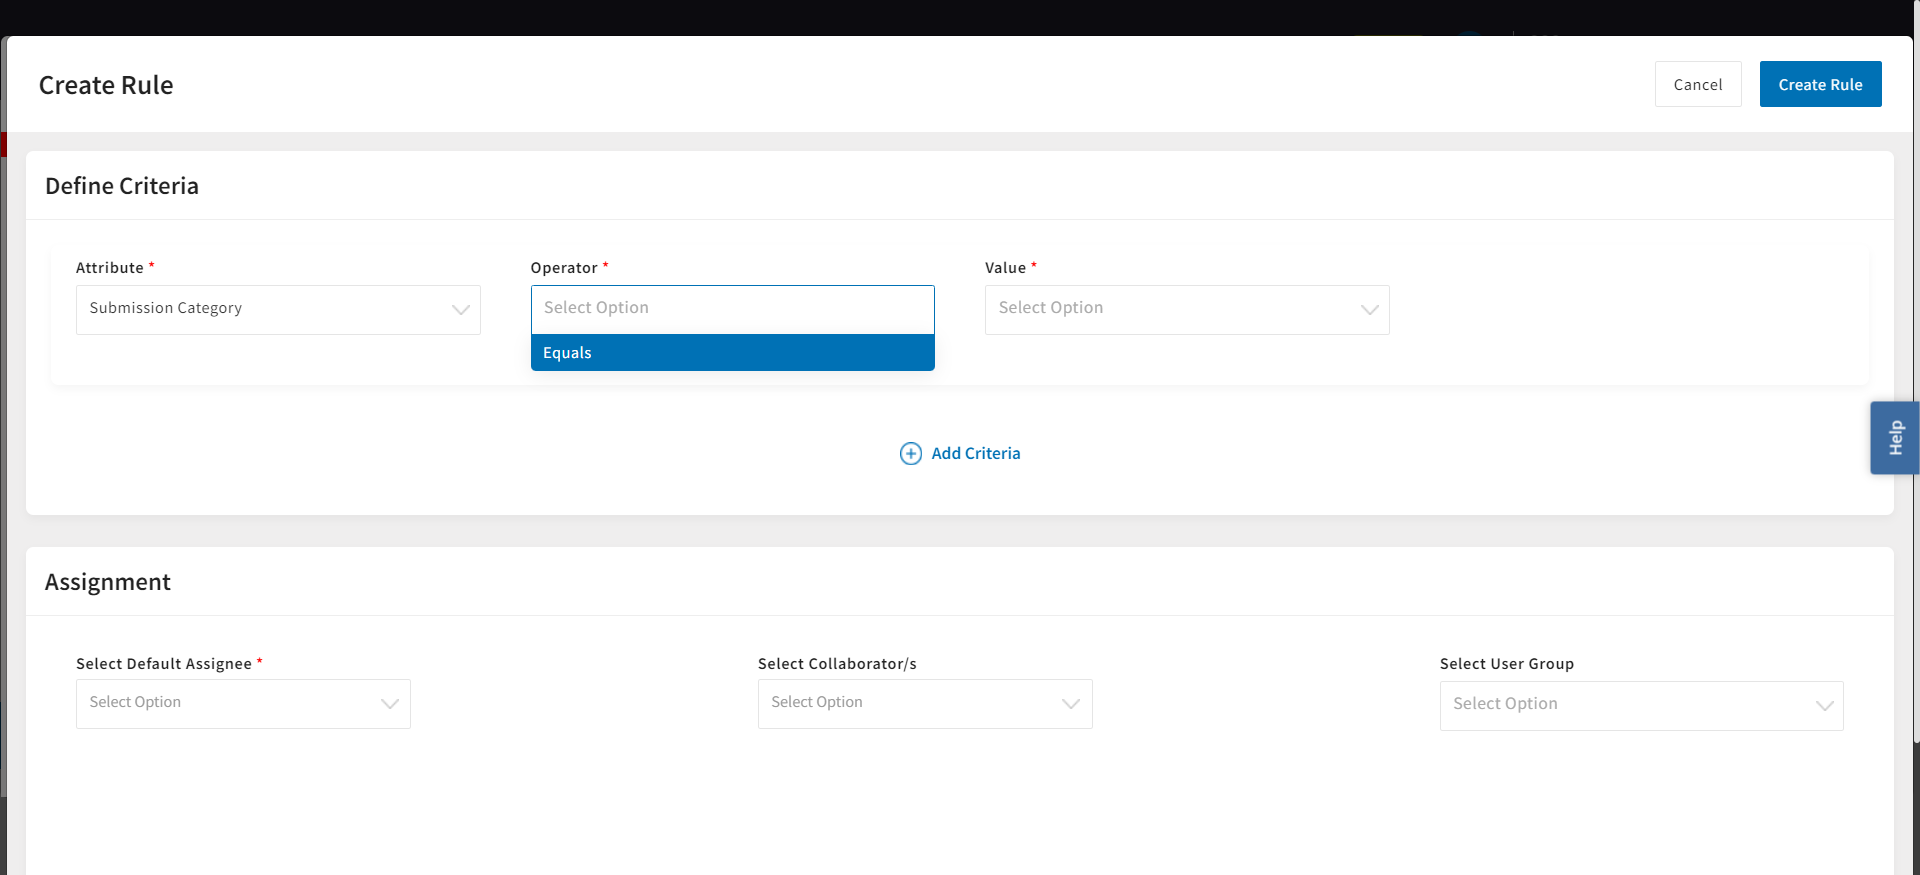 Create Rule
Cancel
Create Rule
Define Criteria
Attribute *
Operator *
Value *
Submission Category
Select Option
Select Option
Equals
Add Criteria
Help
Assignment
Select Default Assignee *
Select Collaborator/s
Select User Group
Select Option
Select Option
Select Option